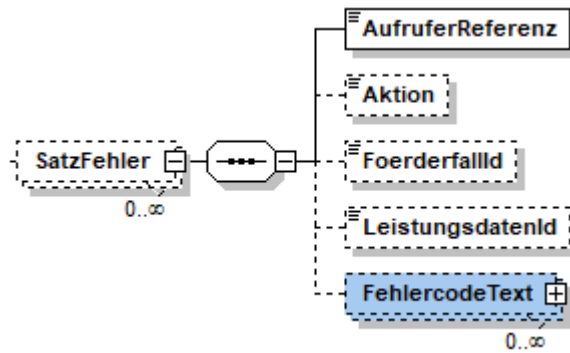 AufruferReferenz
Aktion
SatzFehler
0..∞
FoerderfallId
LeistungsdatenId
FehlercodeText
0..∞